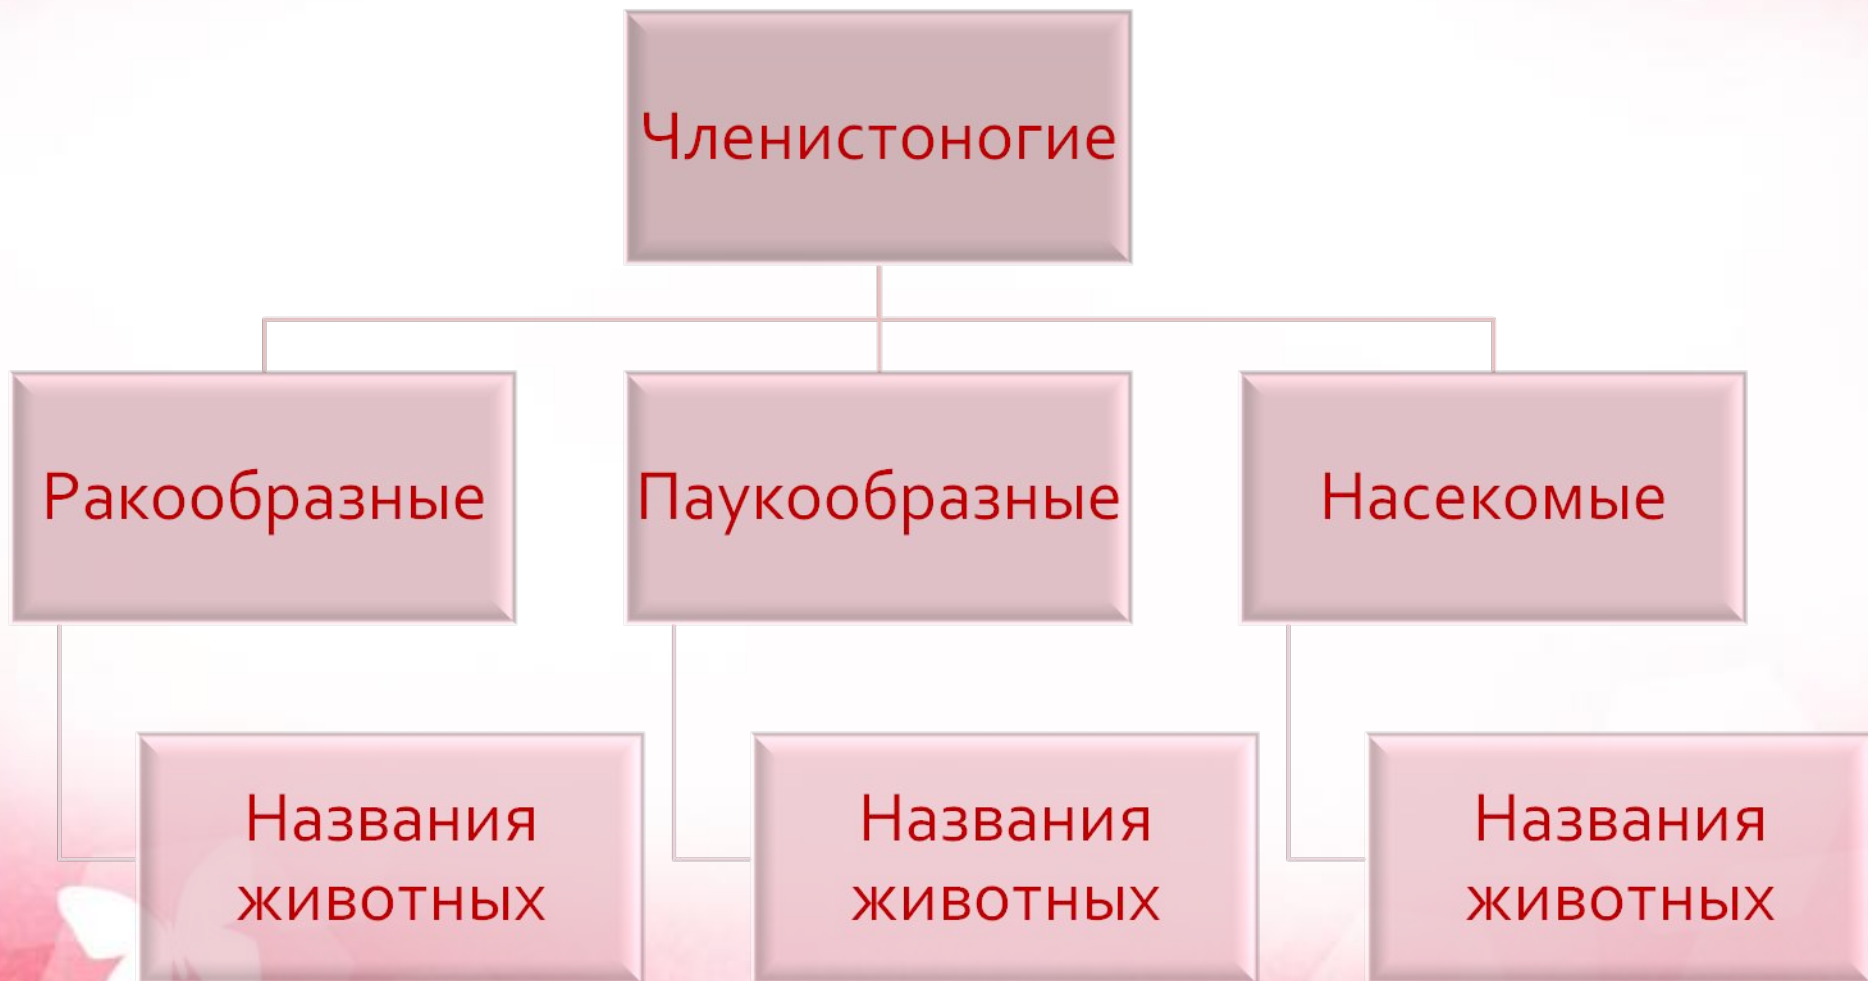 Членистоногие
Ракообразные
Паукообразные
Насекомые
Названия
животных
Названия
животных
Названия
животных